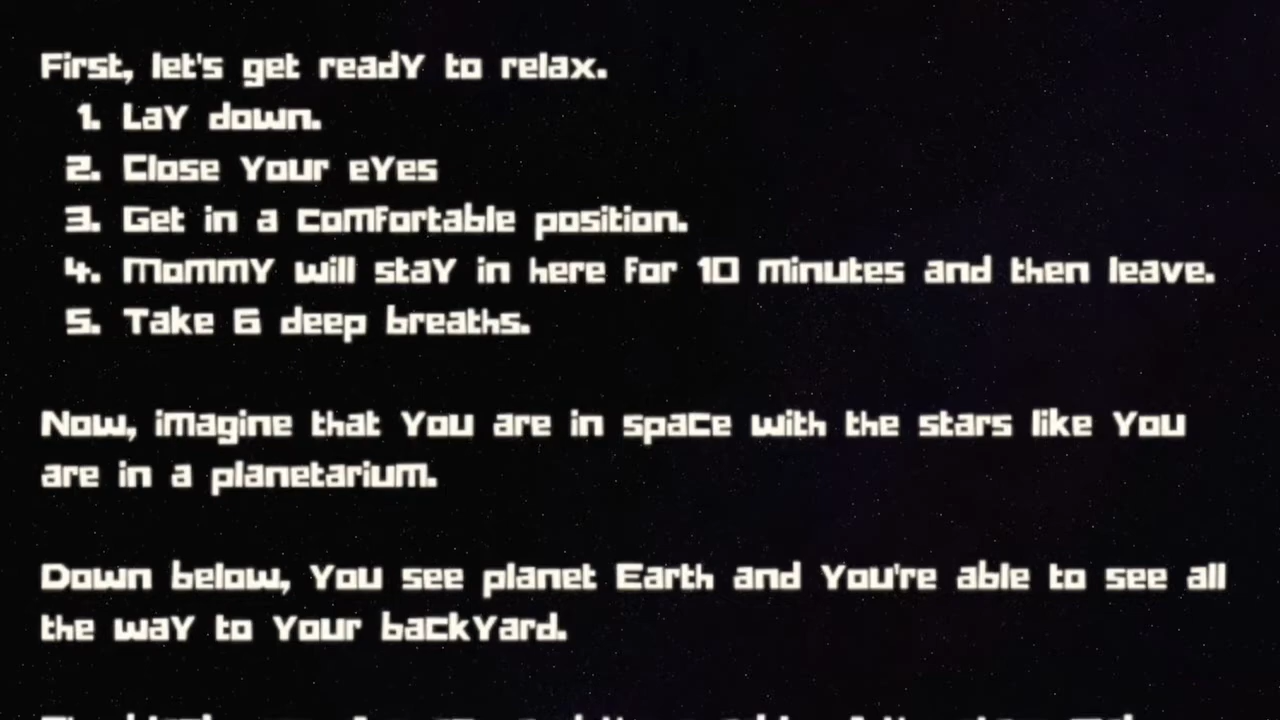 First, let's get ready to relax.
1. Lay down.
2. Close your eyes
3. Get in a comfortable position.
4. Mommy will stay in here for 10 minutes and then leave.
5. Take 6 deep breaths.
Now, imagine that you are in space with the stars like you
are in a planetarium.
Down below, you see planet Earth and you're able to see all
the way to your backyard.